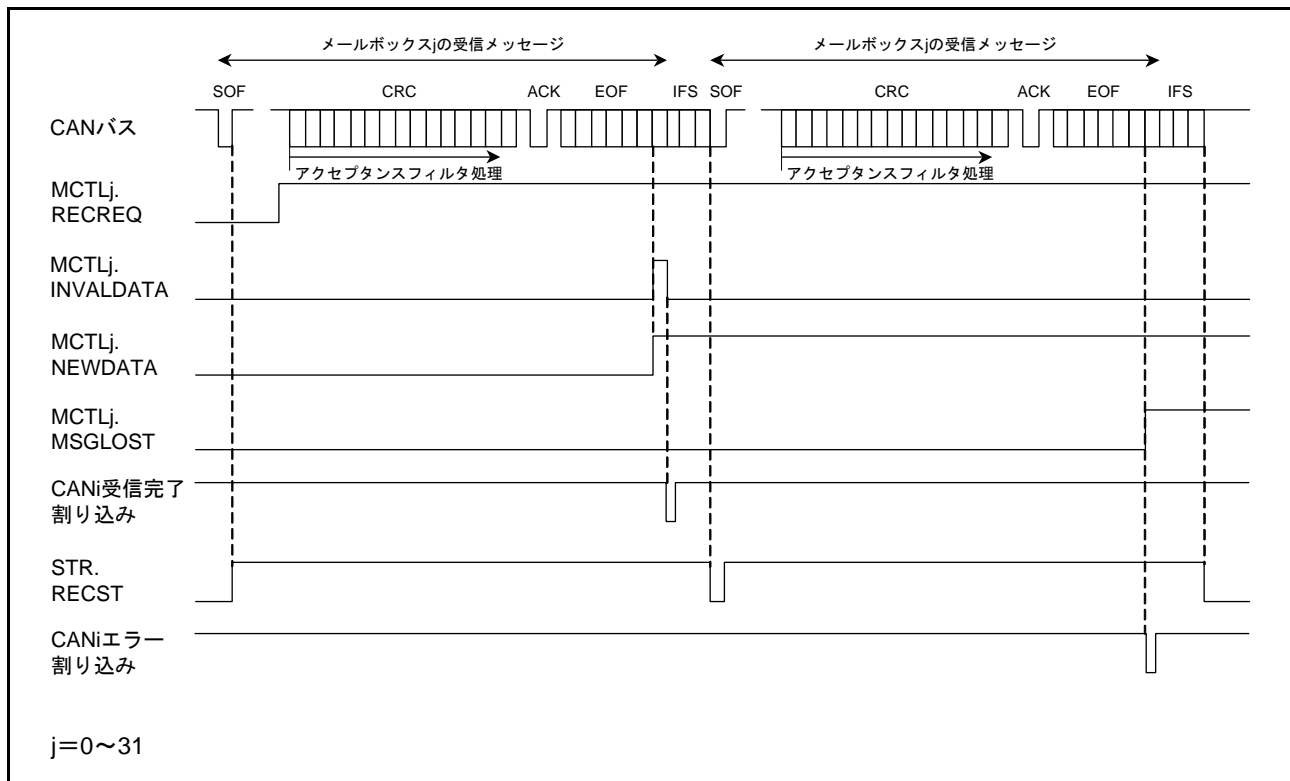 メールボックスjの受信メッセージ
メールボックスjの受信メッセージ
SOF
CRC
ACK
EOF
IFS
SOF
CRC
ACK
EOF
IFS
CANバス
アクセプタンスフィルタ処理
アクセプタンスフィルタ処理
MCTLj.
RECREQ
MCTLj.
INVALDATA
MCTLj.
NEWDATA
MCTLj.
MSGLOST
CANi受信完了
割り込み
STR.
RECST
CANiエラー
割り込み
j＝0～31